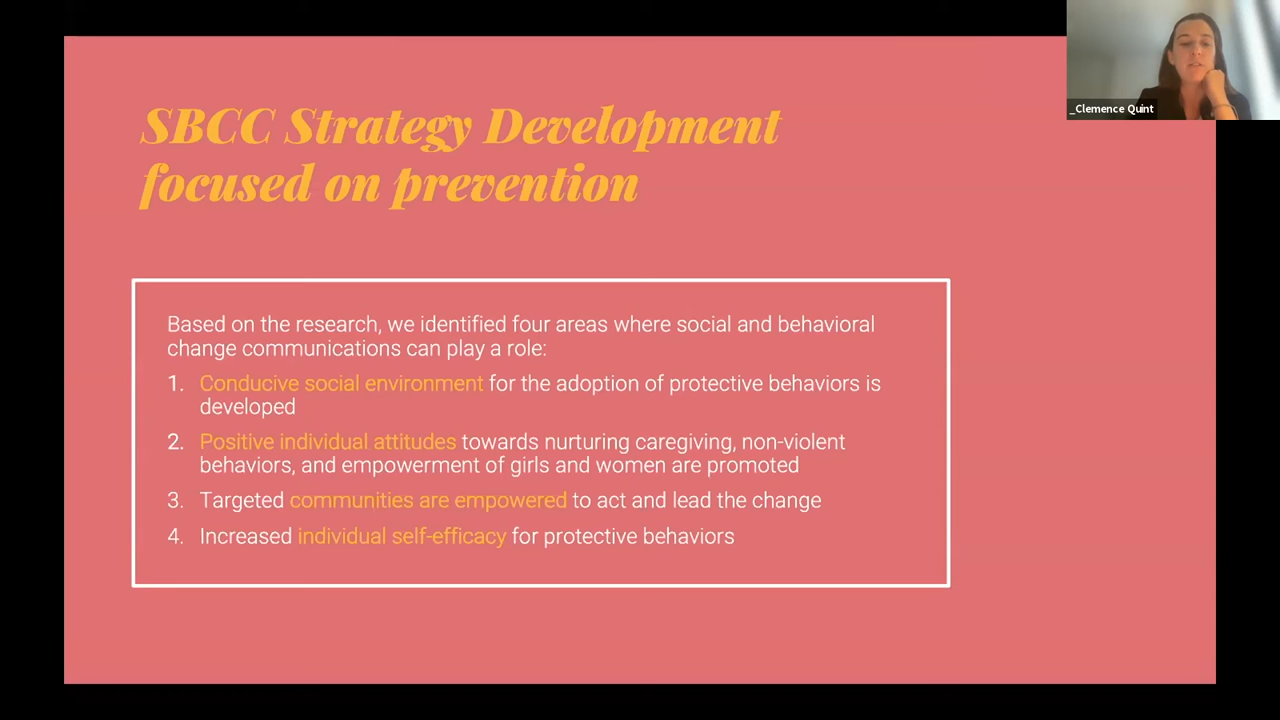 SBCC Strategy Development
focused on prevention
_Clemence Quint
Based on the research, we identified four areas where social and behavioral
change communications can play a role:
1. Conducive social environment for the adoption of protective behaviors is
developed
2. Positive individual attitudes towards nurturing caregiving, non-violent
behaviors, and empowerment of girls and women are promoted
3. Targeted communities are empowered to act and lead the change
4. Increased individual self-efficacy for protective behaviors